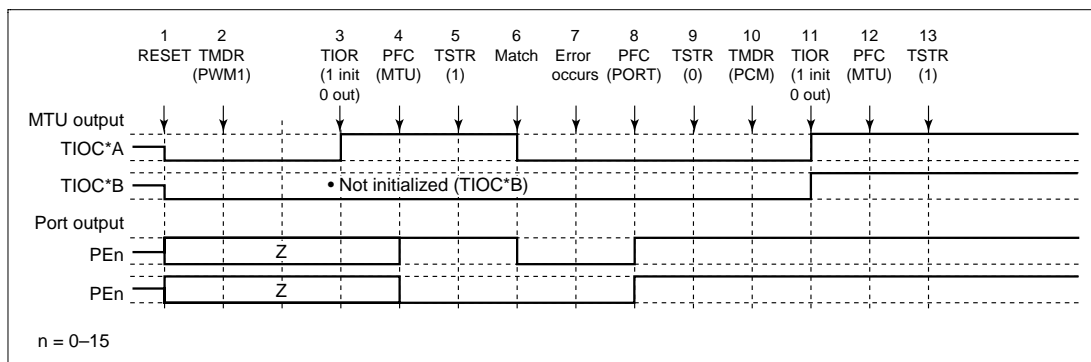 1 2 3 4 5 6 7 8 9 10 11 12 13
RESET TMDR TIOR PFC TSTR Match Error PFC TSTR TMDR TIOR PFC TSTR
(PWM1) (1 init (MTU) (1) occurs (PORT) (0) (PCM) (1 init (MTU) (1)
0 out) 0 out)
MTU output
TIOC*A
TIOC*B • Not initialized (TIOC*B)
Port output
PEn Z
PEn Z
n = 0–15